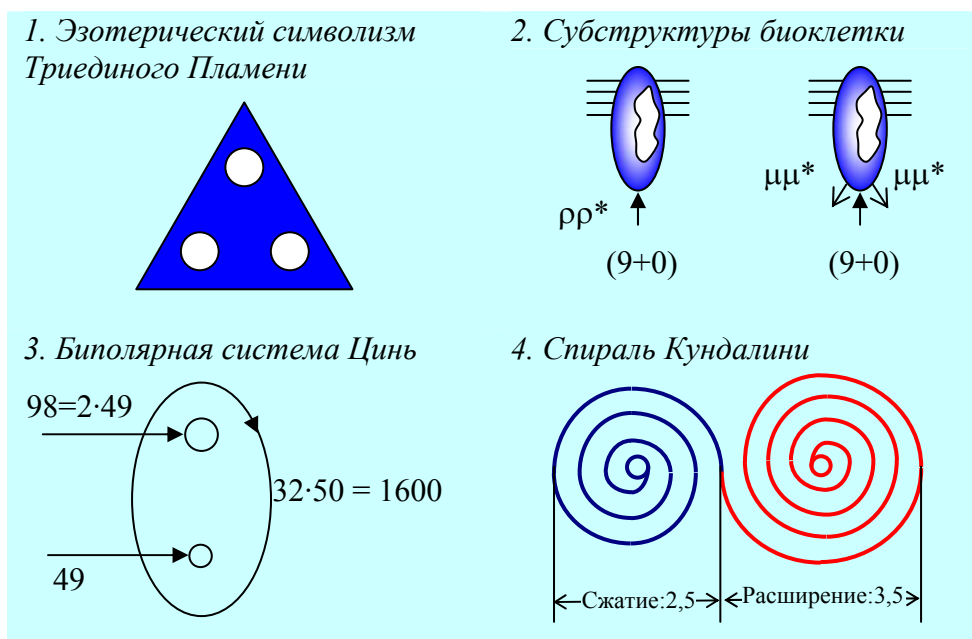 1. Эзотерический символизм
Триединого Пламени
2. Субструктуры биоклетки
ρρ*
(9+0)
μμ*
μμ*
(9+0)
3. Биполярная система Цинь
98=2·49
32·50 = 1600
49
4. Спираль Кундалини
Сжатие:2,5
Расширение:3,5